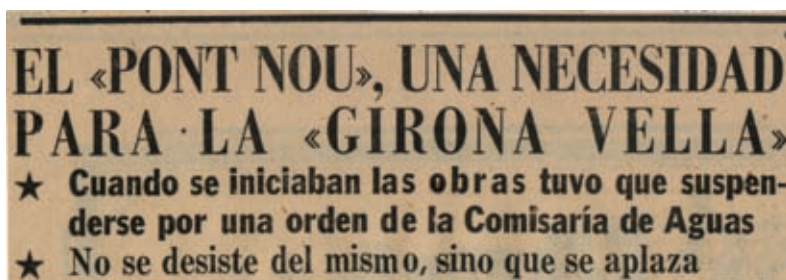 EL «PONT NOU», UNA NECESIDAD
PARA LA «GIRONA VELLA»
★ Cuando se iniciaban las obras tuvo que suspen-
derse por una orden de la Comisaría de Aguas
★ No se desiste del mismo, sino que se aplaza